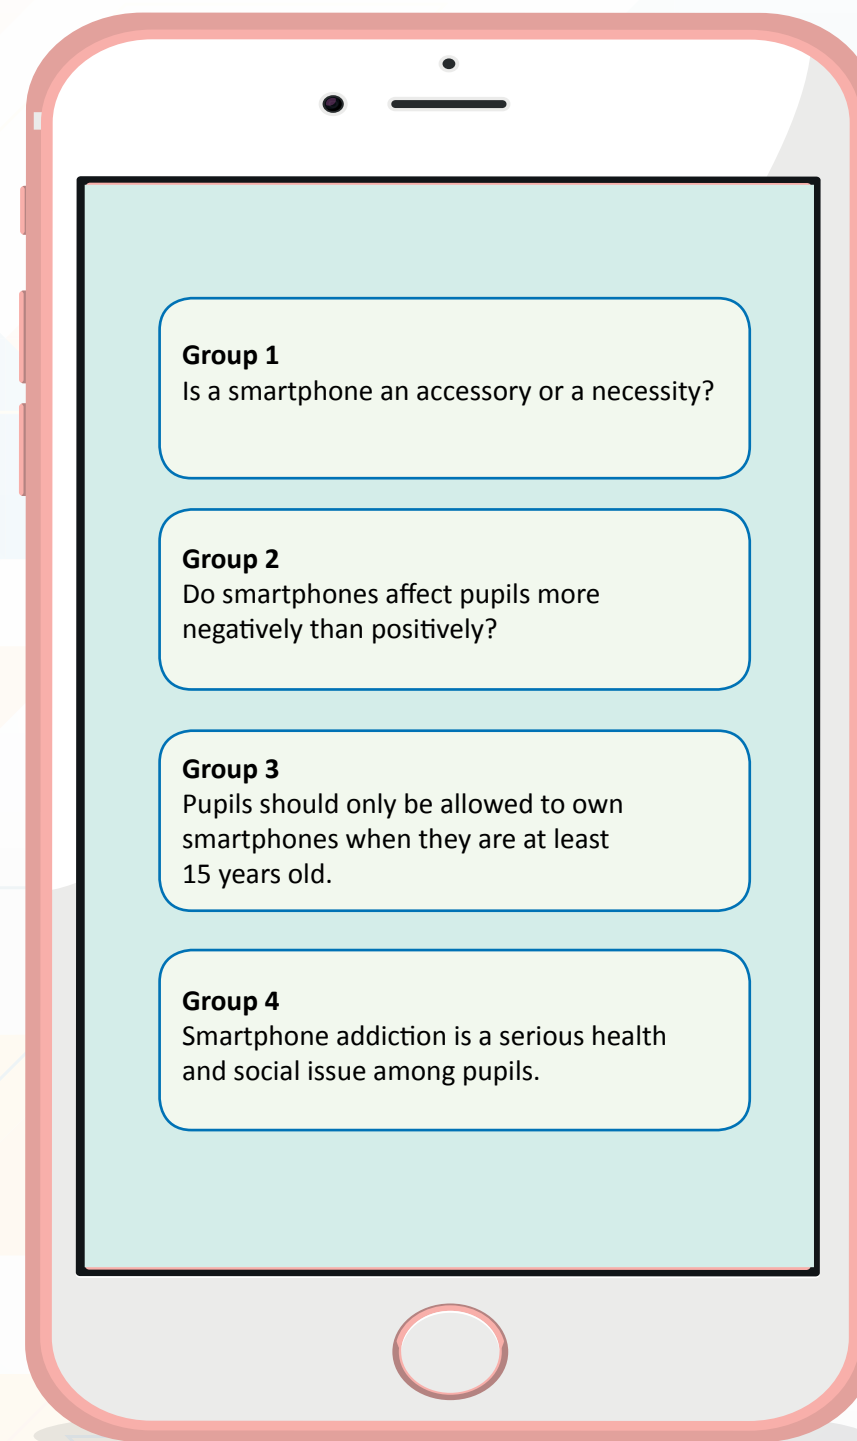 Group 1
Is a smartphone an accessory or a necessity?
Group 2
Do smartphones affect pupils more
negatively than positively?
Group 3
Pupils should only be allowed to own
smartphones when they are at least
15 years old.
Group 4
Smartphone addiction is a serious health
and social issue among pupils.